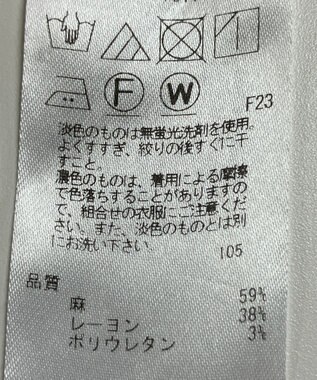 F
W
F23
淡色のものは無蛍光洗剤を使用。
よくすすぎ、絞りの後すぐに干
すこと。
濃色のものは、着用による摩擦
で色落ちすることがありますの
で、組合せの衣服にご注意くだ
さい。また、淡色のものとは別
にお洗い下さい。
105
品質
麻 59%
レーヨン 38%
ポリウレタン 3%